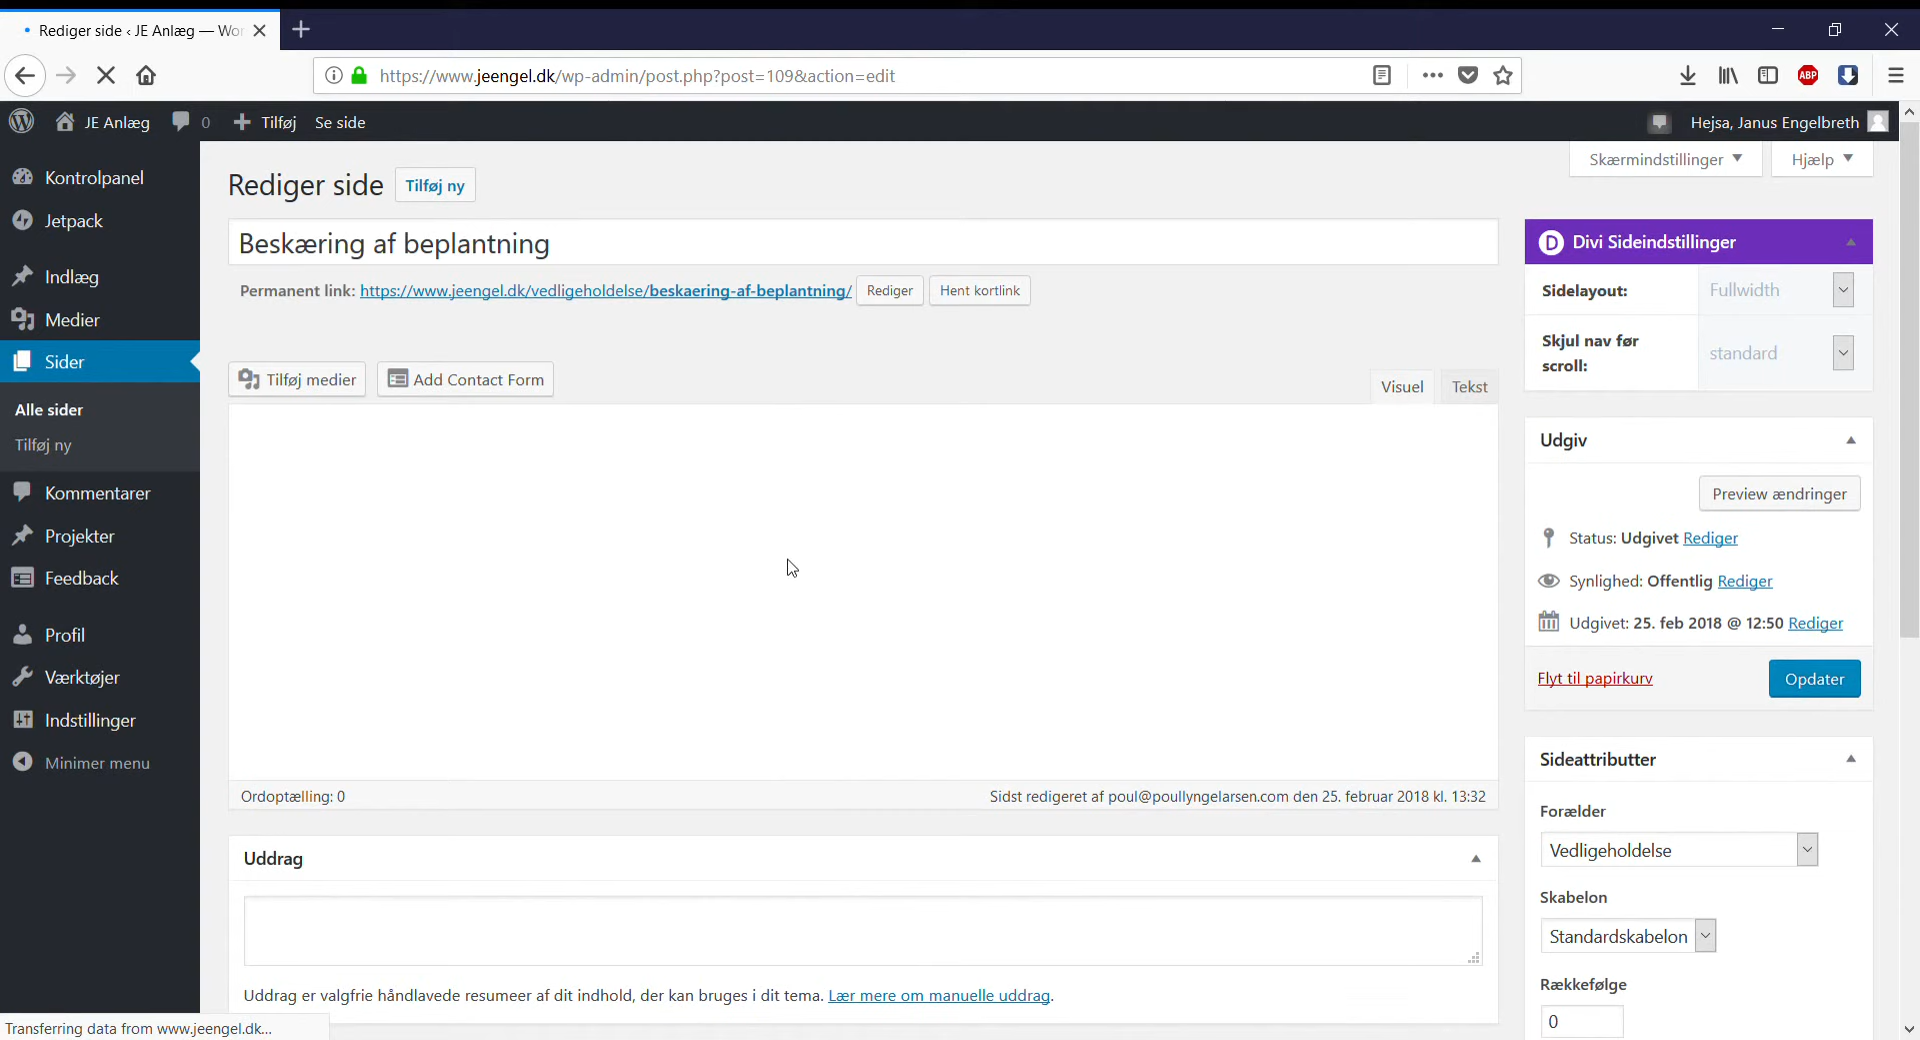 Rediger side ‹ JE Anlæg — Wor
https://www.jeengel.dk/wp-admin/post.php?post=109&action=edit
ABP
JE Anlæg
0
Tilføj
Se side
Hejsa, Janus Engelbreth
Kontrolpanel
Jetpack
Indlæg
Medier
Sider
Alle sider
Tilføj ny
Kommentarer
Projekter
Feedback
Profil
Værktøjer
Indstillinger
Minimer menu
Skærmindstillinger
Hjælp
Rediger side
Tilføj ny
Beskæring af beplantning
Permanent link: https://www.jeengel.dk/vedligeholdelse/beskaering-af-beplantning/
Rediger
Hent kortlink
Tilføj medier
Add Contact Form
Visuel
Tekst
Ordoptælling: 0
Sidst redigeret af poul@poullyngelarsen.com den 25. februar 2018 kl. 13:32
Uddrag
Uddrag er valgfrie håndlavede resumeer af dit indhold, der kan bruges i dit tema. Lær mere om manuelle uddrag.
D Divi Sideindstillinger
Sidelayout:
Fullwidth
Skjul nav før
scroll:
standard
Udgiv
Preview ændringer
Status: Udgivet Rediger
Synlighed: Offentlig Rediger
Udgivet: 25. feb 2018 @ 12:50 Rediger
Flyt til papirkurv
Opdater
Sideattributter
Forælder
Vedligeholdelse
Skabelon
Standardskabelon
Rækkefølge
0
Transferring data from www.jeengel.dk...